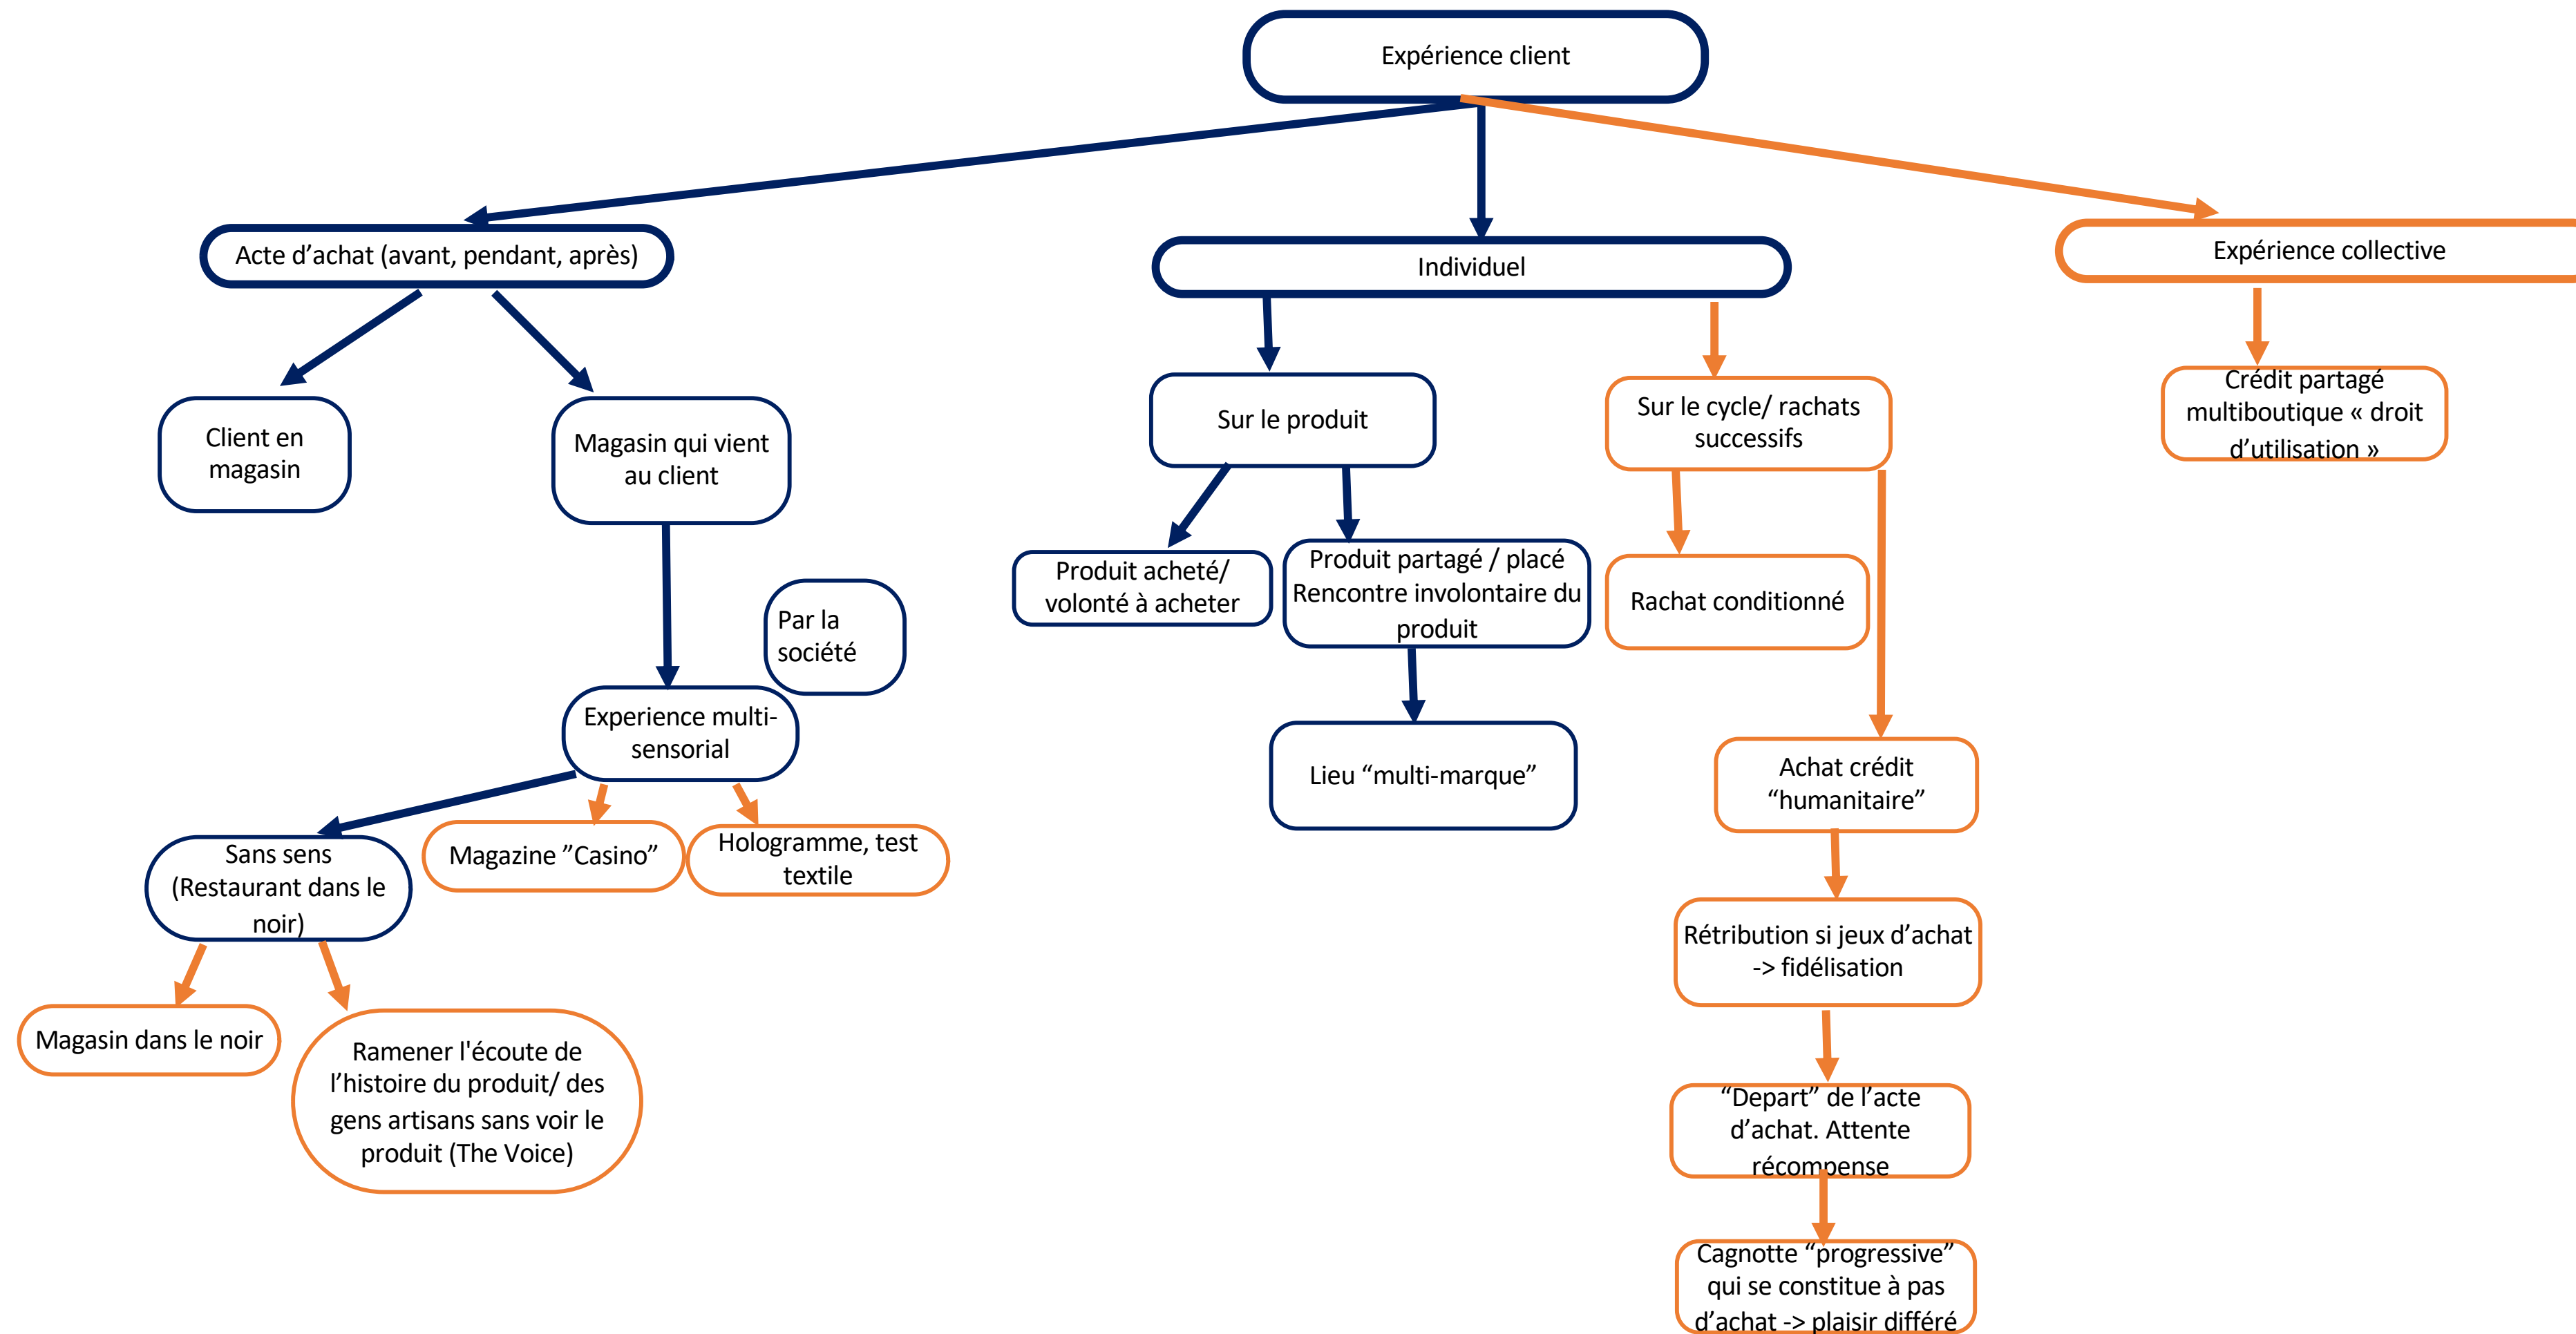 Expérience client
Acte d’achat (avant, pendant, après)
Individuel
Expérience collective
Client en
magasin
Magasin qui vient
au client
Sur le produit
Sur le cycle/ rachats
successifs
Crédit partagé
multiboutique « droit
d’utilisation »
Produit acheté/
volonté à acheter
Produit partagé / placé
Rencontre involontaire du
produit
Rachat conditionné
Par la
société
Experience multi-
sensorial
Lieu “multi-marque”
Achat crédit
“humanitaire”
Sans sens
(Restaurant dans le
noir)
Magazine ”Casino”
Hologramme, test
textile
Rétribution si jeux d’achat
-> fidélisation
Magasin dans le noir
Ramener l'écoute de
l’histoire du produit/ des
gens artisans sans voir le
produit (The Voice)
“Depart” de l’acte
d’achat. Attente
récompense
Cagnotte “progressive”
qui se constitue à pas
d’achat -> plaisir différé